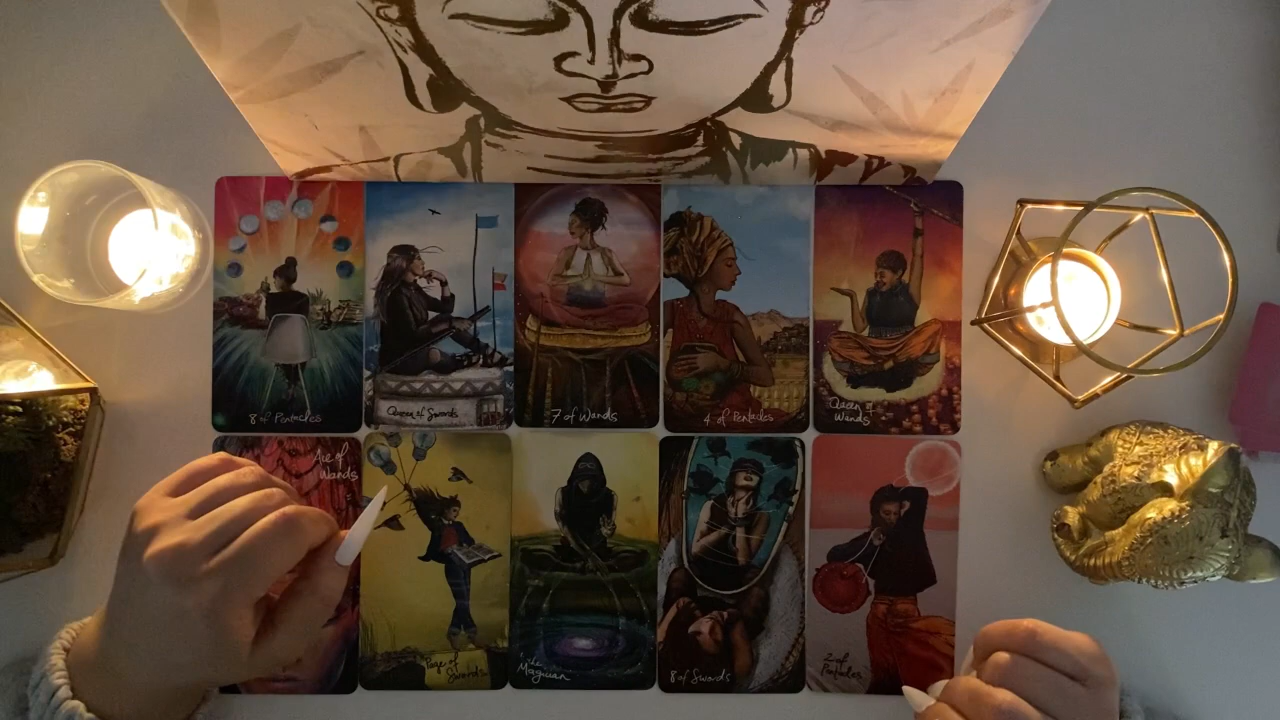 8 of Pentacles
Queen of Swords
7 of Wands
4 of Pentacles
Queen of
Wands
Ace of
Wands
Page of
Swords
The
Magician
8 of Swords
2 of
Pentacles